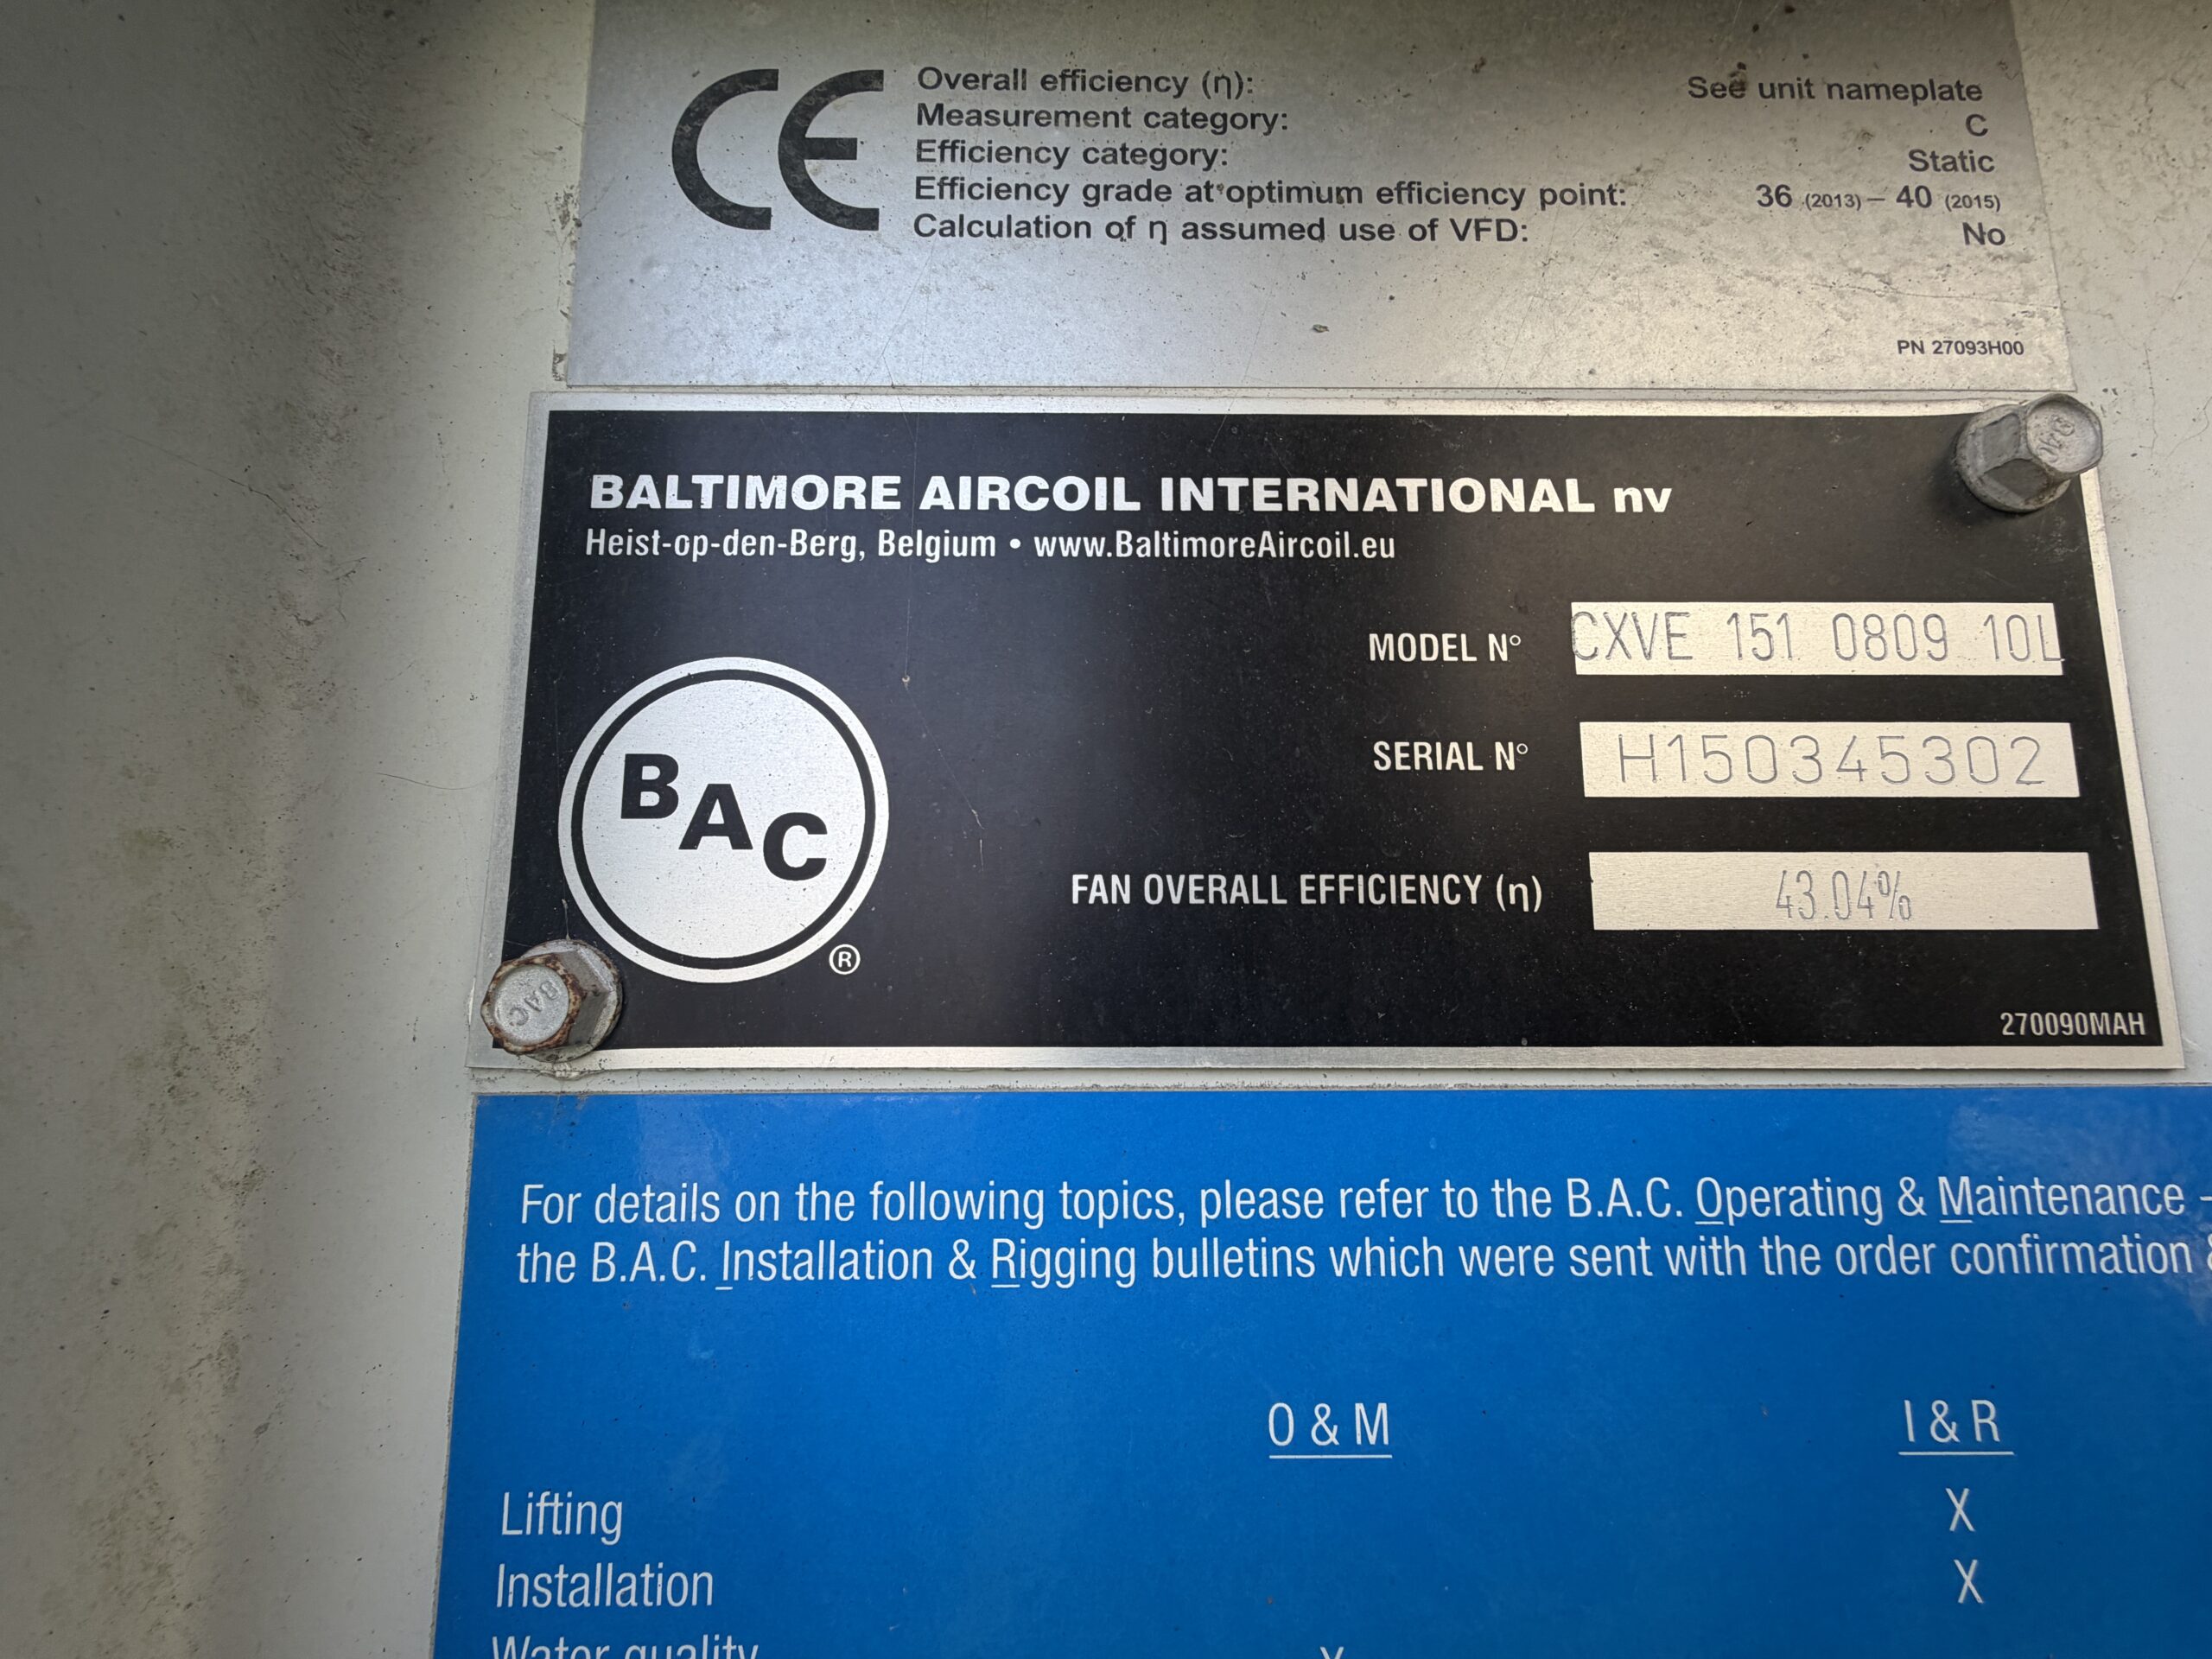 CE
Overall efficiency (η): See unit nameplate
Measurement category: C
Efficiency category: Static
Efficiency grade at optimum efficiency point: 36 (2013) – 40 (2015)
Calculation of η assumed use of VFD: No
PN 27093H00
BALTIMORE AIRCOIL INTERNATIONAL nv
Heist-op-den-Berg, Belgium • www.BaltimoreAircoil.eu
MODEL N° CXVE 151 0809 10L
SERIAL N° H150345302
BAC ®
FAN OVERALL EFFICIENCY (η) 43.04%
BAC
270090MAH
For details on the following topics, please refer to the B.A.C. Operating & Maintenance -
the B.A.C. Installation & Rigging bulletins which were sent with the order confirmation
O & M I & R
Lifting X
Installation X
Water quality X